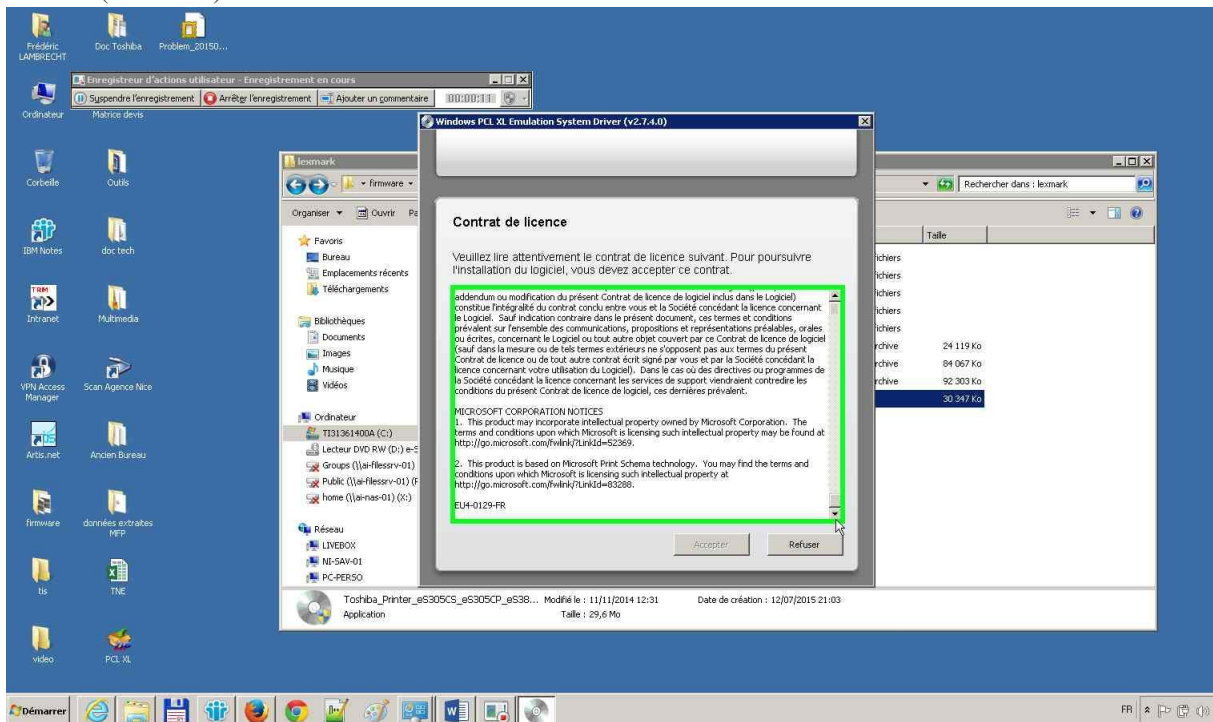 Frédéric
LAMBRECHT
Doc Toshiba
Problem_20150...
Enregistreur d'actions utilisateur - Enregistrement en cours
Suspendre l'enregistrement
Arrêter l'enregistrement
Ajouter un commentaire
00:00:11
Ordinateur
Matrice devis
Windows PCL XL Emulation System Driver (v2.7.4.0)
Corbeille
Outils
lexmark
firmware
Rechercher dans : lexmark
Organiser
Ouvrir
Pa
Contrat de licence
Veuillez lire attentivement le contrat de licence suivant. Pour poursuivre
l'installation du logiciel, vous devez accepter ce contrat.
addendum ou modification du présent Contrat de licence de logiciel inclus dans le Logiciel)
constitue l'intégralité du contrat conclu entre vous et la Société concédant la licence concernant
le Logiciel. Sauf indication contraire dans le présent document, ces termes et conditions
prévalent sur l'ensemble des communications, propositions et représentations préalables, orales
ou écrites, concernant le Logiciel ou tout autre objet couvert par ce Contrat de licence de logiciel
(sauf dans la mesure ou de tels termes extérieurs ne s'opposent pas aux termes du présent
Contrat de licence ou de tout autre contrat écrit signé par vous et par la Société concédant la
licence concernant votre utilisation du Logiciel). Dans le cas où des directives ou programmes de
la Société concédant la licence concernant les services de support viendraient contredire les
conditions du présent Contrat de licence de logiciel, ces dernières prévalent.
MICROSOFT CORPORATION NOTICES
1. This product may incorporate intellectual property owned by Microsoft Corporation. The
terms and conditions upon which Microsoft is licensing such intellectual property may be found at
http://go.microsoft.com/fwlink/?LinkId=52369.
2. This product is based on Microsoft Print Schema technology. You may find the terms and
conditions upon which Microsoft is licensing such intellectual property at
http://go.microsoft.com/fwlink/?LinkId=83288.
EU4-0129-FR
Accepter
Refuser
Favoris
Bureau
Emplacements récents
Téléchargements
Bibliothèques
Documents
Images
Musique
Vidéos
Ordinateur
TI31361400A (C:)
Lecteur DVD RW (D:) e-S
Groups (\\ai-filessrv-01)
Public (\\ai-filessrv-01) (F
home (\\ai-nas-01) (X:)
Réseau
LIVEBOX
NI-SAV-01
PC-PERSO
Taille
ichiers
ichiers
ichiers
ichiers
ichiers
rchive
24 119 Ko
rchive
84 067 Ko
rchive
92 303 Ko
30 347 Ko
Toshiba_Printer_eS305CS_eS305CP_eS38...
Modifié le : 11/11/2014 12:31
Date de création : 12/07/2015 21:03
Application
Taille : 29,6 Mo
IBM Notes
doc tech
TRM
Intranet
Multimedia
VPN Access
Manager
Scan Agence Nice
Artis.net
Ancien Bureau
firmware
données extraites
MFP
tis
TNE
video
PCL XL
Démarrer
FR